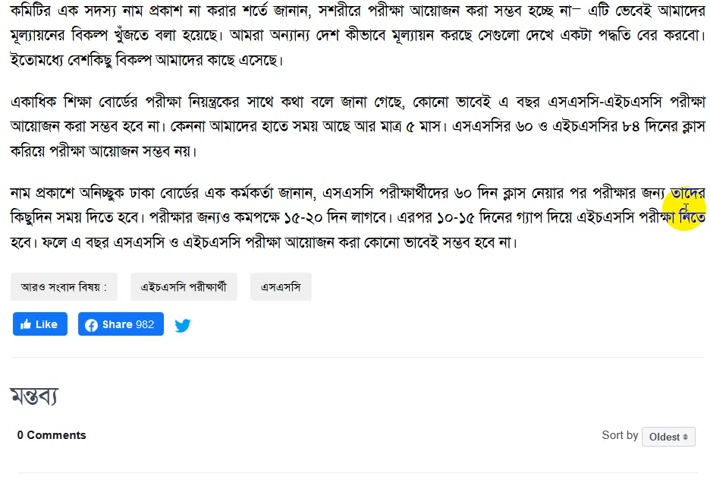 কমিটির এক সদস্য নাম প্রকাশ না করার শর্তে জানান, সশরীরে পরীক্ষা আয়োজন করা সম্ভব হচ্ছে না– এটি ভেবেই আমাদের
মূল্যায়নের বিকল্প খুঁজতে বলা হয়েছে। আমরা অন্যান্য দেশ কীভাবে মূল্যায়ন করছে সেগুলো দেখে একটা পদ্ধতি বের করবো।
ইতোমধ্যে বেশকিছু বিকল্প আমাদের কাছে এসেছে।
একাধিক শিক্ষা বোর্ডের পরীক্ষা নিয়ন্ত্রকের সাথে কথা বলে জানা গেছে, কোনো ভাবেই এ বছর এসএসসি-এইচএসসি পরীক্ষা
আয়োজন করা সম্ভব হবে না। কেননা আমাদের হাতে সময় আছে আর মাত্র ৫ মাস। এসএসসির ৬০ ও এইচএসসির ৮৪ দিনের ক্লাস
করিয়ে পরীক্ষা আয়োজন সম্ভব নয়।
নাম প্রকাশে অনিচ্ছুক ঢাকা বোর্ডের এক কর্মকর্তা জানান, এসএসসি পরীক্ষার্থীদের ৬০ দিন ক্লাস নেয়ার পর পরীক্ষার জন্য তাদের
কিছুদিন সময় দিতে হবে। পরীক্ষার জন্যও কমপক্ষে ১৫-২০ দিন লাগবে। এরপর ১০-১৫ দিনের গ্যাপ দিয়ে এইচএসসি পরীক্ষা নিতে
হবে। ফলে এ বছর এসএসসি ও এইচএসসি পরীক্ষা আয়োজন করা কোনো ভাবেই সম্ভব হবে না।
আরও সংবাদ বিষয় : এইচএসসি পরীক্ষার্থী এসএসসি
Like Share 982
মন্তব্য
0 Comments Sort by Oldest